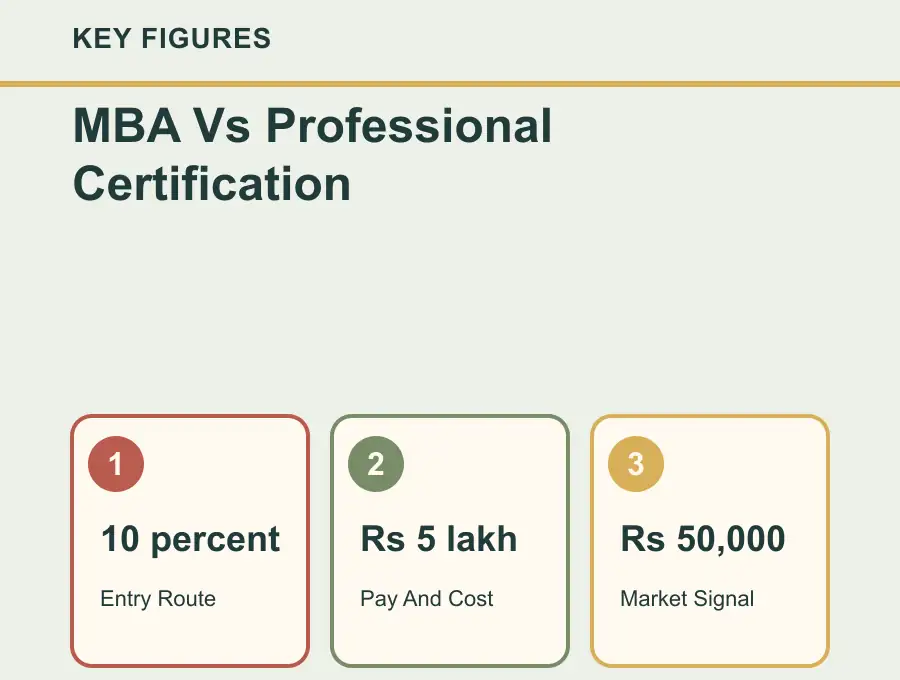 KEY FIGURES
MBA Vs Professional
Certification
1
10 percent
Entry Route
2
Rs 5 lakh
Pay And Cost
3
Rs 50,000
Market Signal